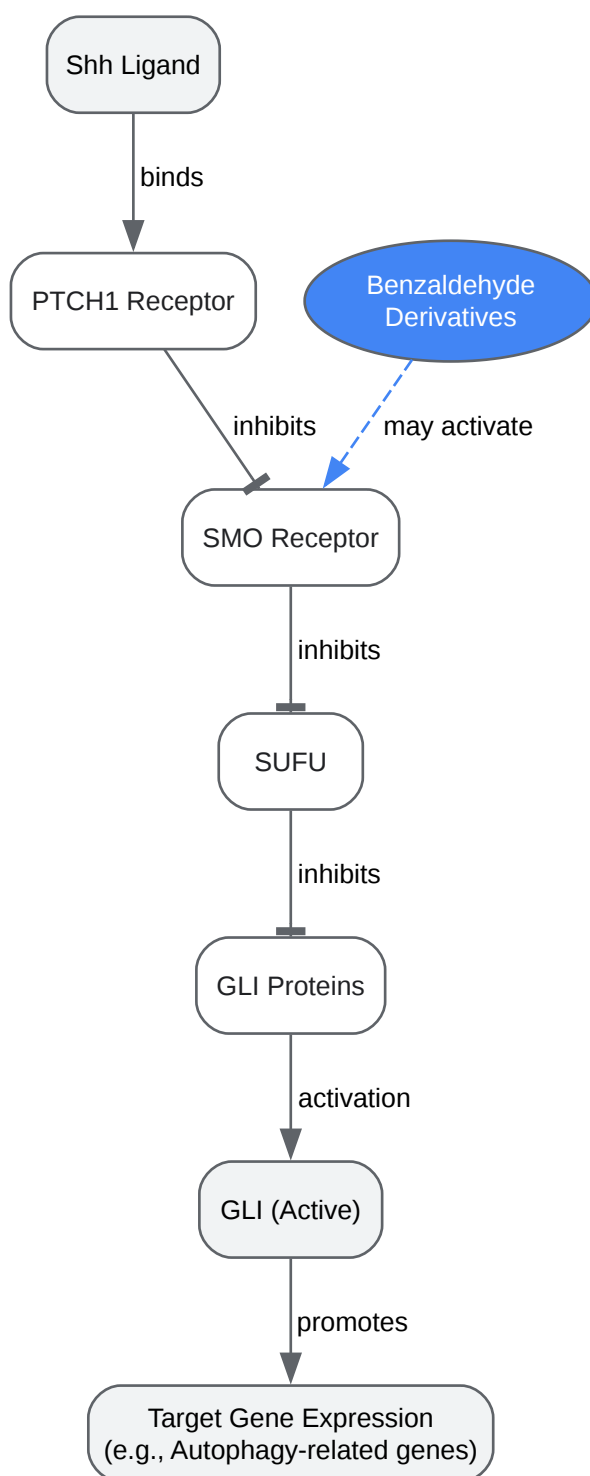 Shh Ligand
binds
PTCH1 Receptor
Benzaldehyde
Derivatives
inhibits
may activate
SMO Receptor
inhibits
SUFU
inhibits
GLI Proteins
activation
GLI (Active)
promotes
Target Gene Expression
(e.g., Autophagy-related genes)